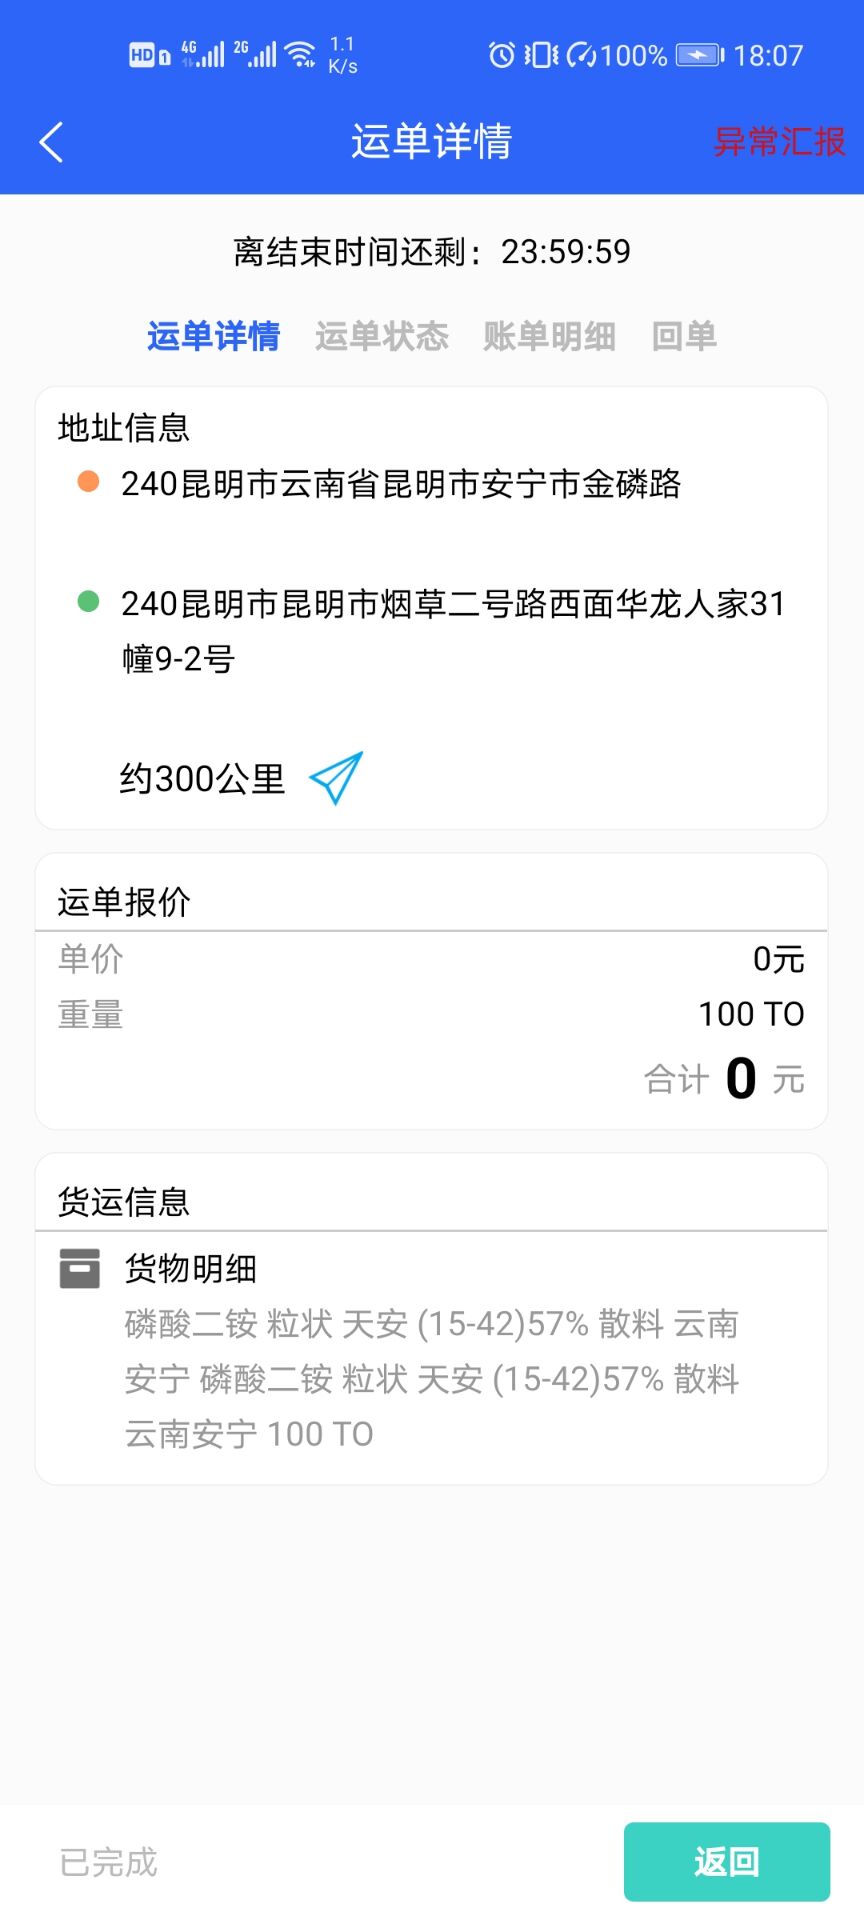 HD 1 4G 2G 1.1 K/s 100% 18:07
运单详情 异常汇报
离结束时间还剩：23:59:59
运单详情 运单状态 账单明细 回单
地址信息
240昆明市云南省昆明市安宁市金磷路
240昆明市昆明市烟草二号路西面华龙人家31
幢9-2号
约300公里
运单报价
单价 0元
重量 100 TO
合计 0 元
货运信息
货物明细
磷酸二铵 粒状 天安 (15-42)57% 散料 云南
安宁 磷酸二铵 粒状 天安 (15-42)57% 散料
云南安宁 100 TO
已完成 返回